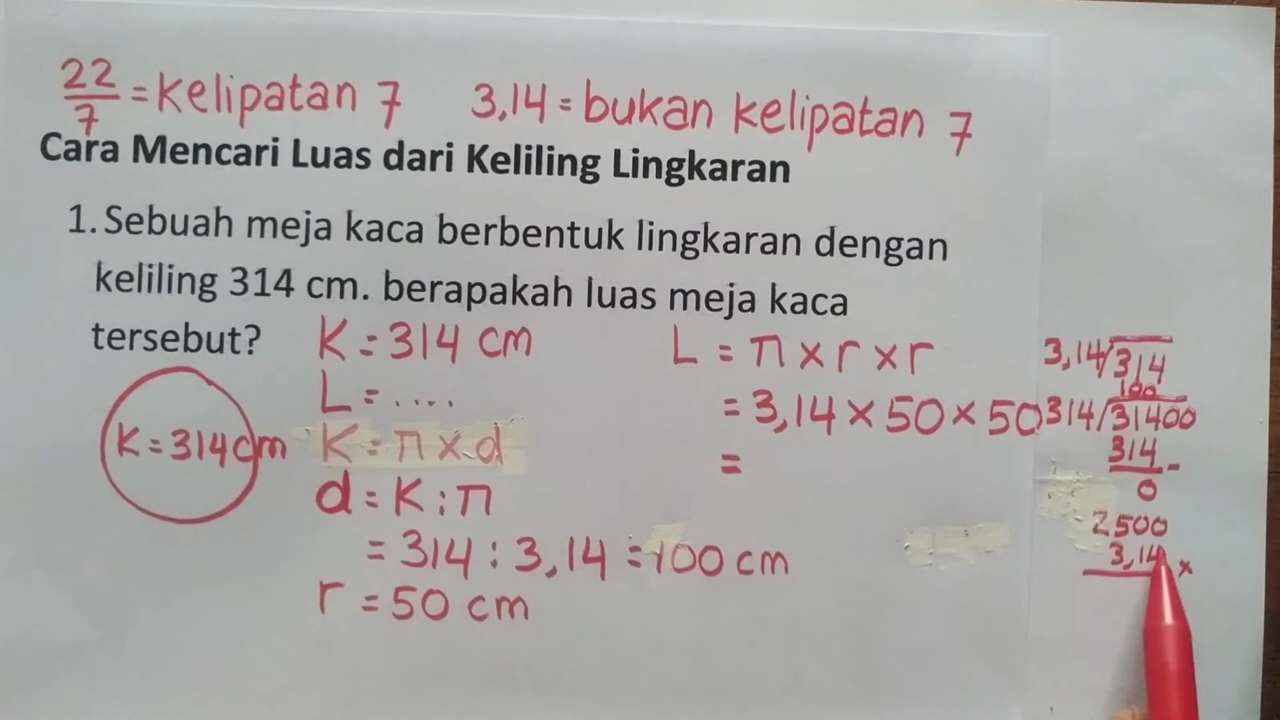 22/7 = Kelipatan 7 3,14 = bukan kelipatan 7
Cara Mencari Luas dari Keliling Lingkaran
1. Sebuah meja kaca berbentuk lingkaran dengan
keliling 314 cm. berapakah luas meja kaca
tersebut?
K = 314 cm
K = 314 cm
L = ....
K = π x d
d = K : π
= 314 : 3,14 = 100 cm
r = 50 cm
L = π x r x r
= 3,14 x 50 x 50
=
3,14/314
100
314/31400
314 -
0
2500
3,14 x